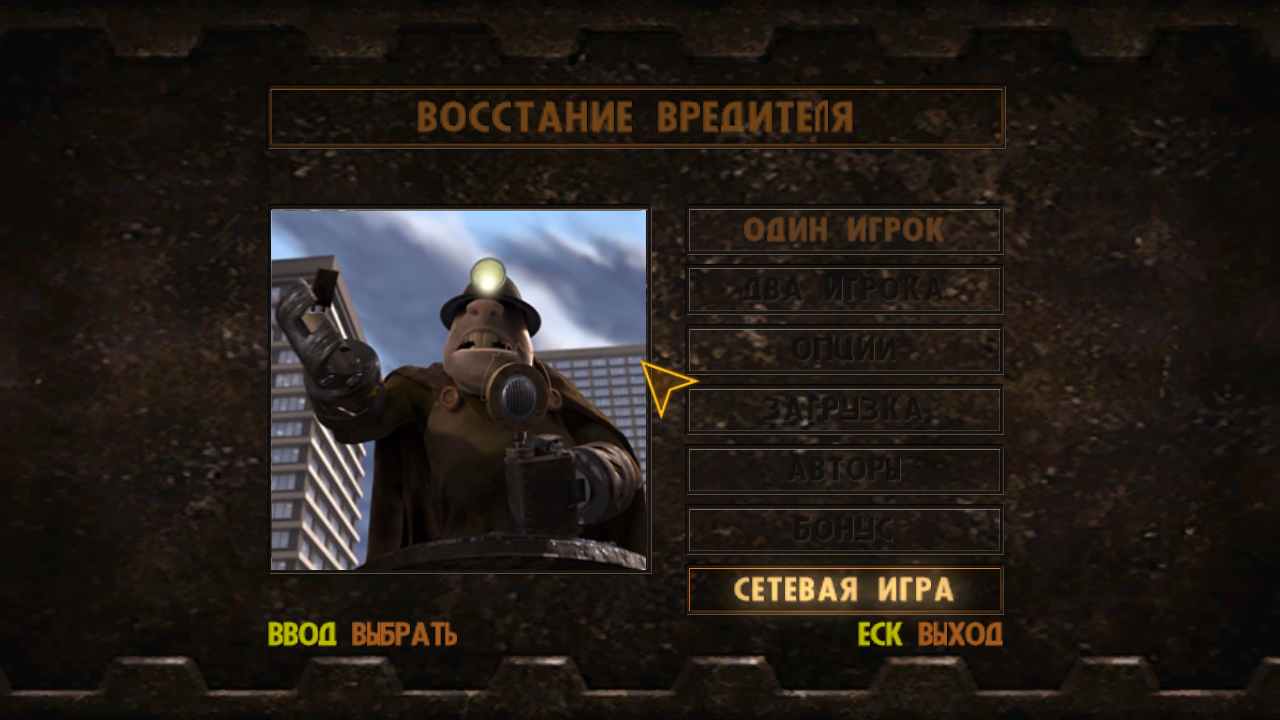 ВОССТАНИЕ ВРЕДИТЕЛЯ
ОДИН ИГРОК
ДВА ИГРОКА
ОПЦИИ
ЗАГРУЗКА
АВТОРЫ
БОНУС
СЕТЕВАЯ ИГРА
ВВОД ВЫБРАТЬ
ЕСК ВЫХОД